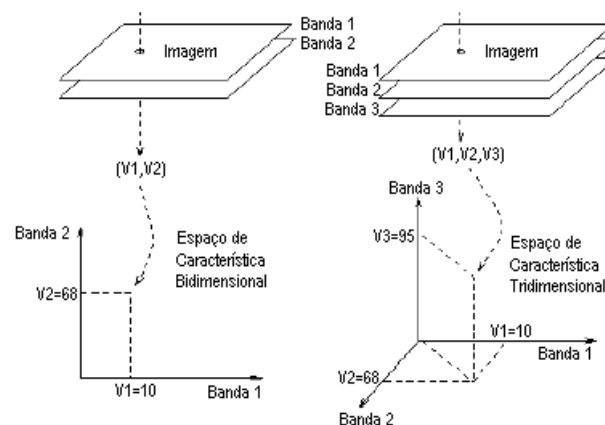 Banda 1
Banda 2
Imagem
(V1,V2)
Banda 2
Espaço de
Característica
Bidimensional
V2=68
V1=10
Banda 1
Imagem
Banda 1
Banda 2
Banda 3
(V1,V2,V3)
Banda 3
V3=95
Espaço de
Característica
Tridimensional
V1=10
Banda 1
V2=68
Banda 2